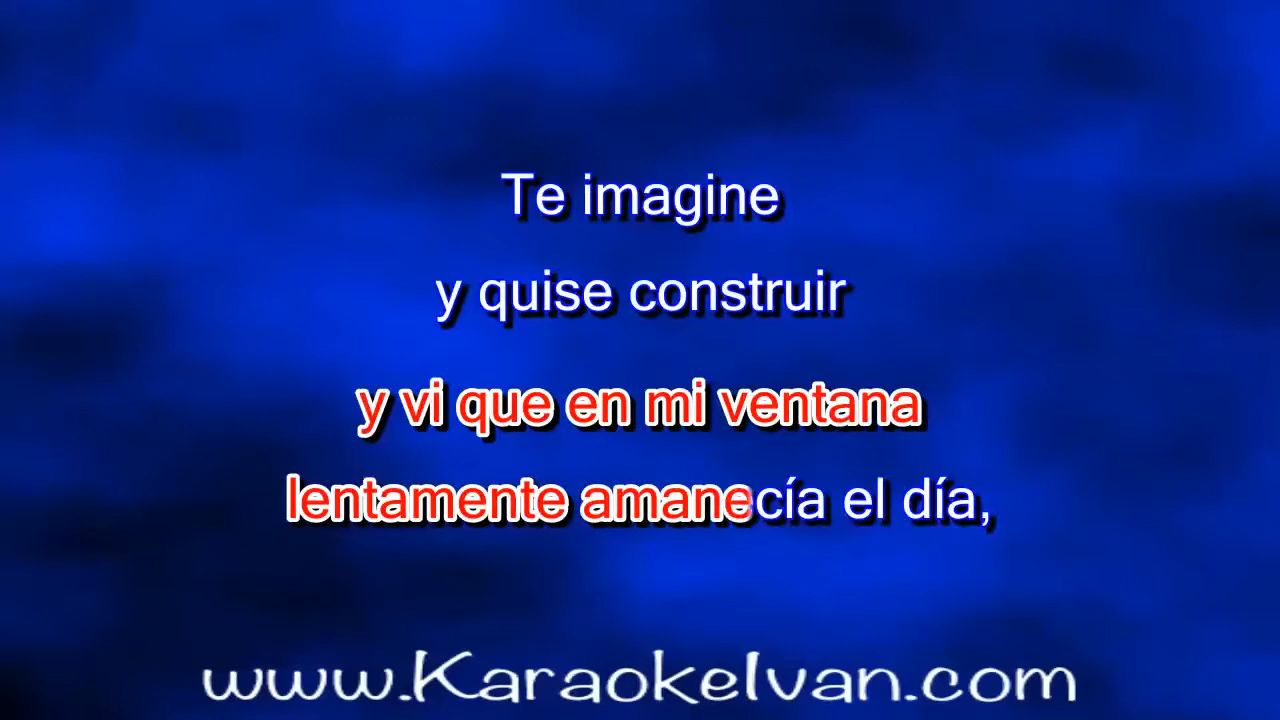 Te imagine
y quise construir
y vi que en mi ventana
lentamente amanecía el día,
www.KaraokeIvan.com